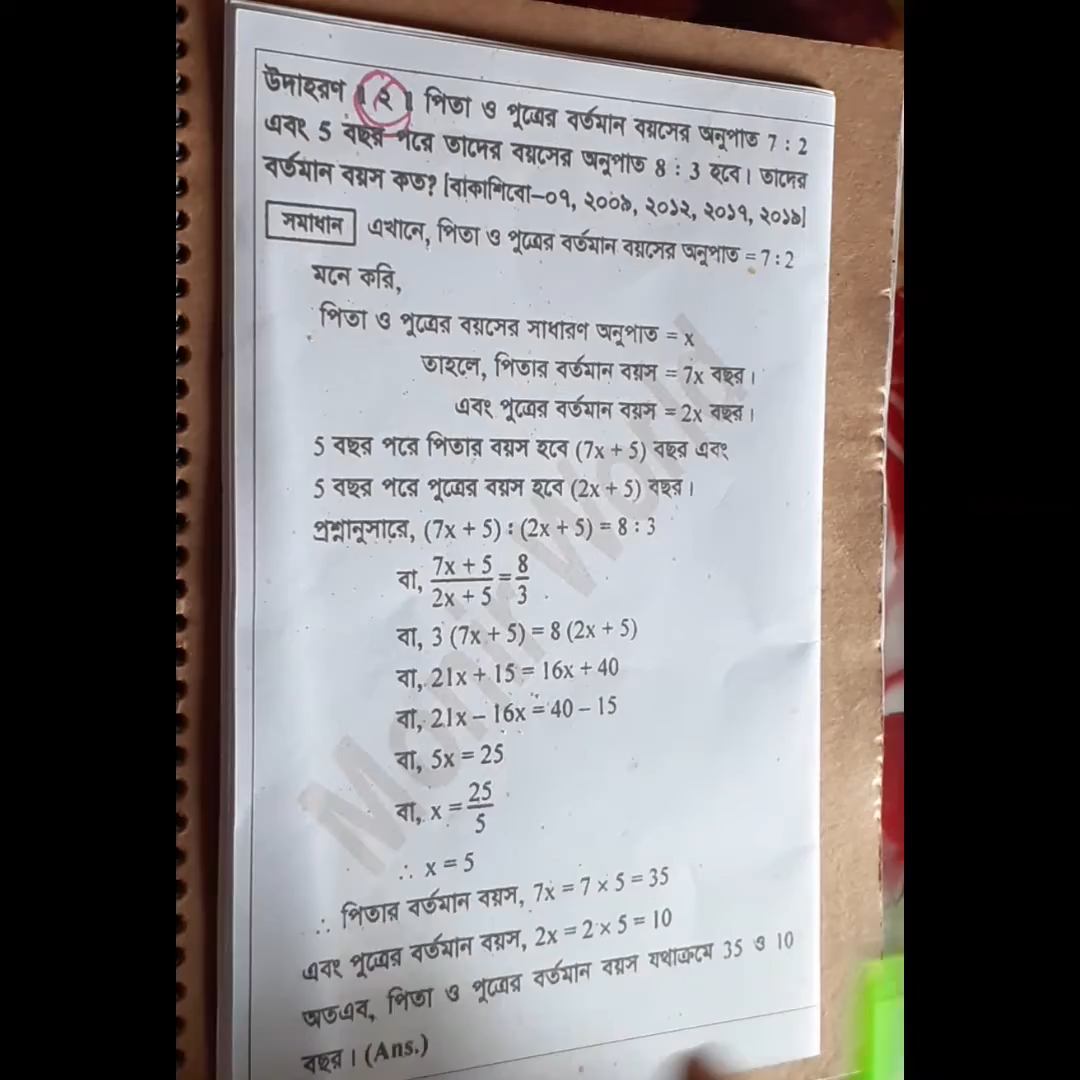 উদাহরণ ॥ ২ ॥ পিতা ও পুত্রের বর্তমান বয়সের অনুপাত 7 : 2
এবং 5 বছর পরে তাদের বয়সের অনুপাত 8 : 3 হবে। তাদের
বর্তমান বয়স কত? [বাকাশিবো–০৭, ২০০৯, ২০১২, ২০১৭, ২০১৯]
সমাধান এখানে, পিতা ও পুত্রের বর্তমান বয়সের অনুপাত = 7 : 2
মনে করি,
পিতা ও পুত্রের বয়সের সাধারণ অনুপাত = x
তাহলে, পিতার বর্তমান বয়স = 7x বছর।
এবং পুত্রের বর্তমান বয়স = 2x বছর।
5 বছর পরে পিতার বয়স হবে (7x + 5) বছর এবং
5 বছর পরে পুত্রের বয়স হবে (2x + 5) বছর।
প্রশ্নানুসারে, (7x + 5) : (2x + 5) = 8 : 3
বা, \frac{7x + 5}{2x + 5} = \frac{8}{3}
বা, 3 (7x + 5) = 8 (2x + 5)
বা, 21x + 15 = 16x + 40
বা, 21x – 16x = 40 – 15
বা, 5x = 25
বা, x = \frac{25}{5}
∴ x = 5
∴ পিতার বর্তমান বয়স, 7x = 7 × 5 = 35
এবং পুত্রের বর্তমান বয়স, 2x = 2 × 5 = 10
অতএব, পিতা ও পুত্রের বর্তমান বয়স যথাক্রমে 35 ও 10
বছর। (Ans.)
Monir World